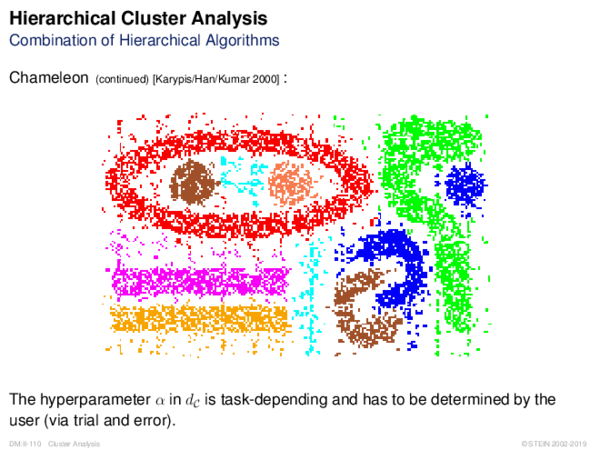 Hierarchical Cluster Analysis
Combination of Hierarchical Algorithms
Chameleon (continued) [Karypis/Han/Kumar 2000] :
The hyperparameter α in d_C is task-depending and has to be determined by the
user (via trial and error).
DM:II-110 Cluster Analysis
© STEIN 2002-2019